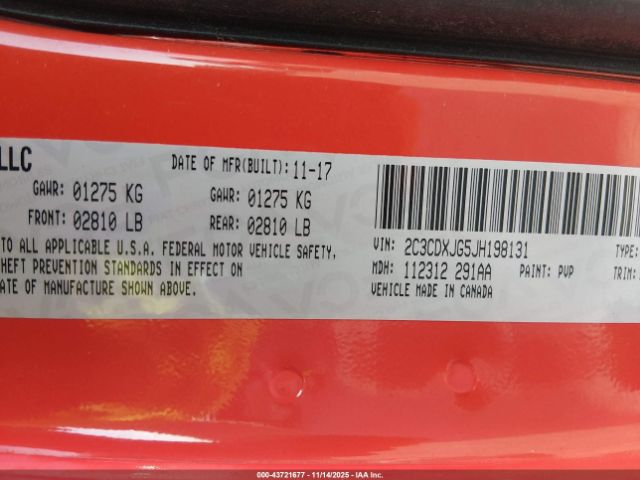 LLC DATE OF MFR(BUILT): 11-17
GAWR: 01275 KG GAWR: 01275 KG
FRONT: 02810 LB REAR: 02810 LB
TO ALL APPLICABLE U.S.A. FEDERAL MOTOR VEHICLE SAFETY,
HEFT PREVENTION STANDARDS IN EFFECT ON
DATE OF MANUFACTURE SHOWN ABOVE.
VIN: 2C3CDXJG5JH198131 TYPE:
MDH: 112312 291AA PAINT: PVP TRIM:
VEHICLE MADE IN CANADA
000-43721677 - 11/14/2025 - IAA Inc.